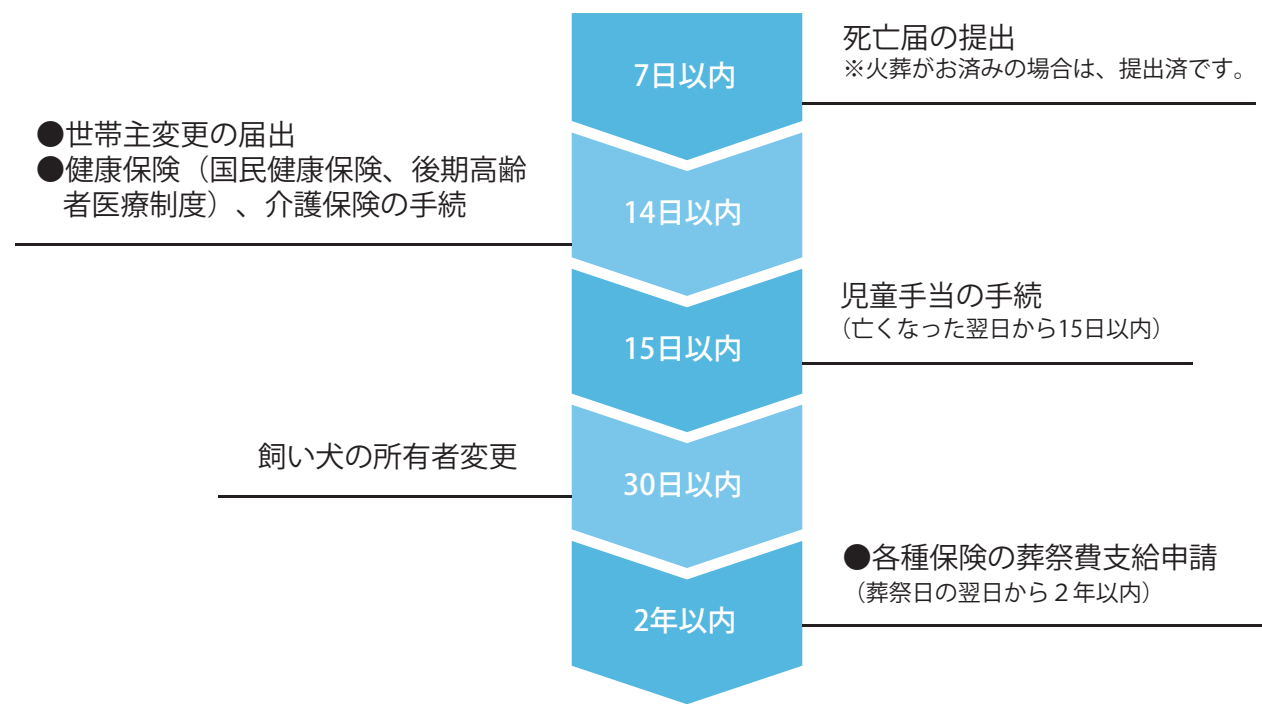 7日以内
死亡届の提出
※火葬がお済みの場合は、提出済です。
●世帯主変更の届出
●健康保険（国民健康保険、後期高齢
者医療制度）、介護保険の手続
14日以内
15日以内
児童手当の手続
（亡くなった翌日から15日以内）
飼い犬の所有者変更
30日以内
2年以内
●各種保険の葬祭費支給申請
（葬祭日の翌日から２年以内）